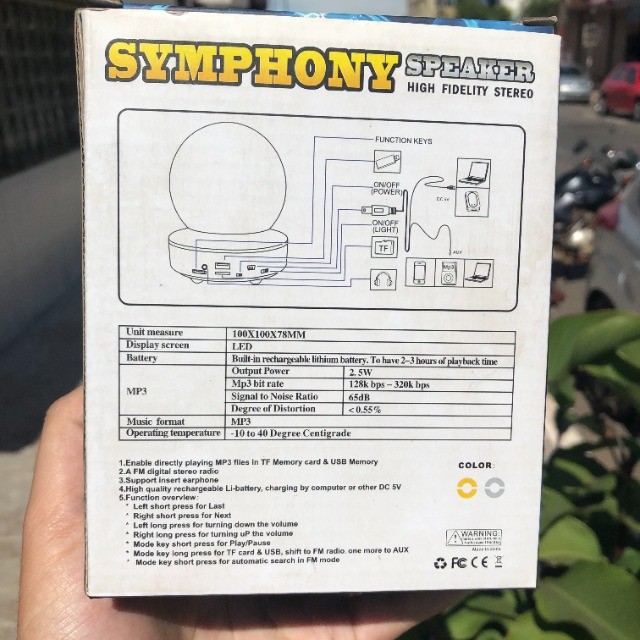 SYMPHONY SPEAKER
HIGH FIDELITY STEREO
FUNCTION KEYS
ON/OFF
(POWER)
DC 5V
ON/OFF
(LIGHT)
TF
AUX
Mp3
Unit measure 100X100X78MM
Display screen LED
Battery Built-in rechargeable lithium battery. To have 2-3 hours of playback time
MP3
Output Power 2. 5W
Mp3 bit rate 128k bps - 320k bps
Signal to Noise Ratio 65dB
Degree of Distortion <0.55%
Music format MP3
Operating temperature -10 to 40 Degree Centigrade
1.Enable directly playing MP3 files in TF Memory card & USB Memory
2.A FM digital stereo radio
3.Support insert earphone
4.High quality rechargeable Li-battery, charging by computer or other DC 5V
5.Function overview:
* Left short press for Last
* Right short press for Next
* Left long press for turning down the volume
* Right long press for turning uP the volume
* Mode key short press for Play/Pause
* Mode key long press for TF card & USB, shift to FM radio, one more to AUX
* Mode key short press for automatic search in FM mode
COLOR:
WARNING:
FC CE